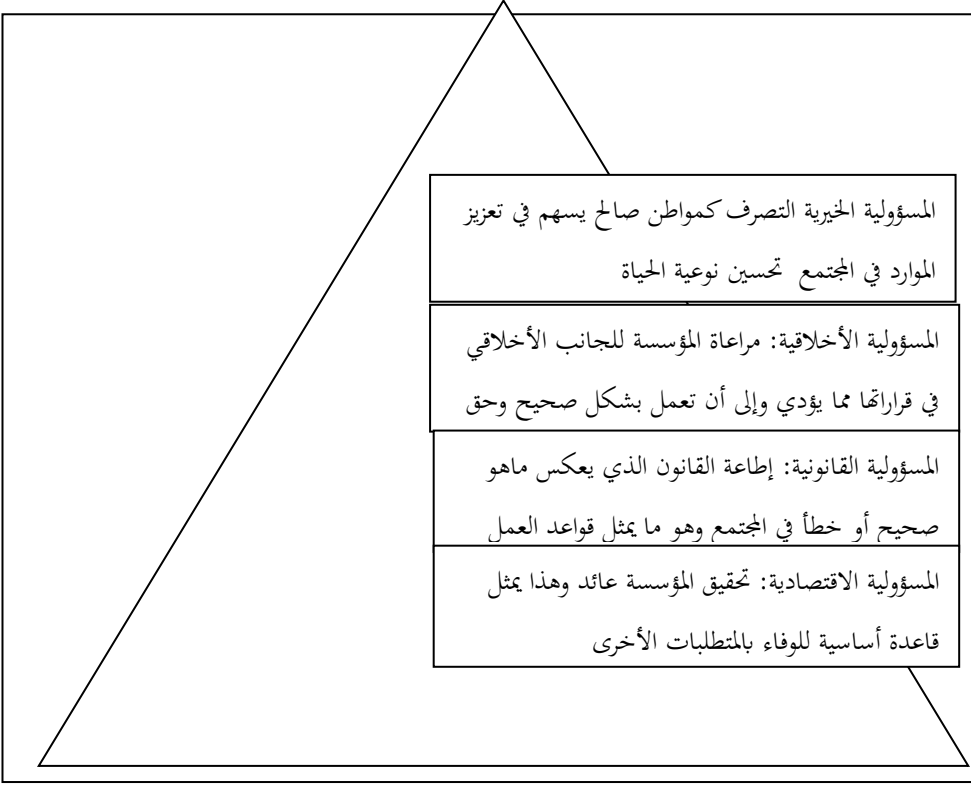 المسؤولية الخيرية التصرف كمواطن صالح يسهم في تعزيز
الموارد في المجتمع تحسين نوعية الحياة
المسؤولية الأخلاقية: مراعاة المؤسسة للجانب الأخلاقي
في قراراتها مما يؤدي وإلى أن تعمل بشكل صحيح وحق
المسؤولية القانونية: إطاعة القانون الذي يعكس ماهو
صحيح أو خطأ في المجتمع وهو ما يمثل قواعد العمل
المسؤولية الاقتصادية: تحقيق المؤسسة عائد وهذا يمثل
قاعدة أساسية للوفاء بالمتطلبات الأخرى